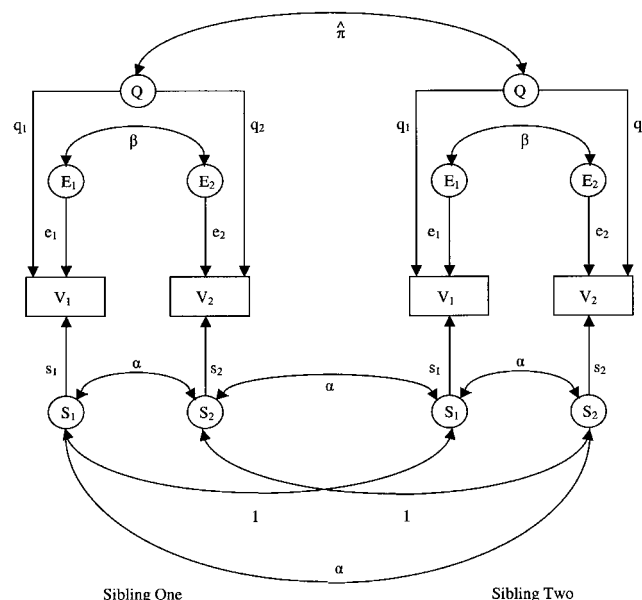 π̂
Q
Q
q₁
q₂
q₁
q
β
β
E₁
E₂
E₁
E₂
e₁
e₂
e₁
e₂
V₁
V₂
V₁
V₂
s₁
α
s₂
α
s₁
α
s₂
S₁
S₂
S₁
S₂
1
1
α
Sibling One
Sibling Two